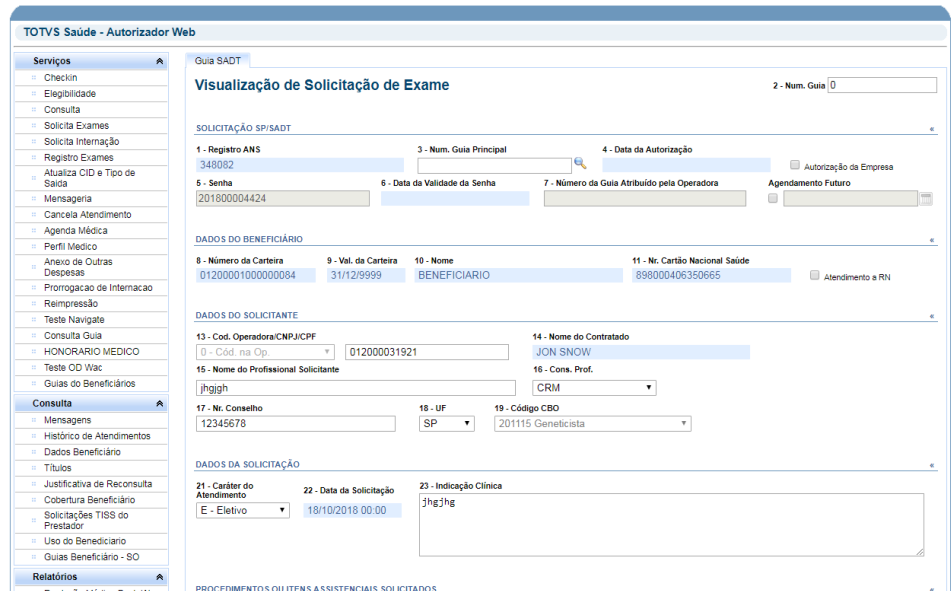 TOTVS Saúde - Autorizador Web
Serviços
Checkin
Elegibilidade
Consulta
Solicita Exames
Solicita Internação
Registro Exames
Atualiza CID e Tipo de
Saida
Mensageria
Cancela Atendimento
Agenda Médica
Perfil Medico
Anexo de Outras
Despesas
Prorrogacao de Internacao
Reimpressão
Teste Navigate
Consulta Guia
HONORARIO MEDICO
Teste OD Wac
Guias do Beneficiários
Consulta
Mensagens
Histórico de Atendimentos
Dados Beneficiário
Títulos
Justificativa de Reconsulta
Cobertura Beneficiário
Solicitações TISS do
Prestador
Uso do Benediciario
Guias Beneficiário - SO
Relatórios
Guia SADT
Visualização de Solicitação de Exame
2 - Num. Guia 0
SOLICITAÇÃO SP/SADT
1 - Registro ANS 3 - Num. Guia Principal 4 - Data da Autorização
348082 Autorização da Empresa
5 - Senha 6 - Data da Validade da Senha 7 - Número da Guia Atribuído pela Operadora Agendamento Futuro
201800004424
DADOS DO BENEFICIÁRIO
8 - Número da Carteira 9 - Val. da Carteira 10 - Nome 11 - Nr. Cartão Nacional Saúde
01200001000000084 31/12/9999 BENEFICIARIO 898000406350665 Atendimento a RN
DADOS DO SOLICITANTE
13 - Cod. Operadora/CNPJ/CPF 14 - Nome do Contratado
0 - Cód. na Op. 012000031921 JON SNOW
15 - Nome do Profissional Solicitante 16 - Cons. Prof.
jhgjgh CRM
17 - Nr. Conselho 18 - UF 19 - Código CBO
12345678 SP 201115 Geneticista
DADOS DA SOLICITAÇÃO
21 - Caráter do
Atendimento 22 - Data da Solicitação 23 - Indicação Clínica
E - Eletivo 18/10/2018 00:00 jhgjhg
PROCEDIMENTOS OU ITENS ASSISTENCIAIS SOLICITADOS